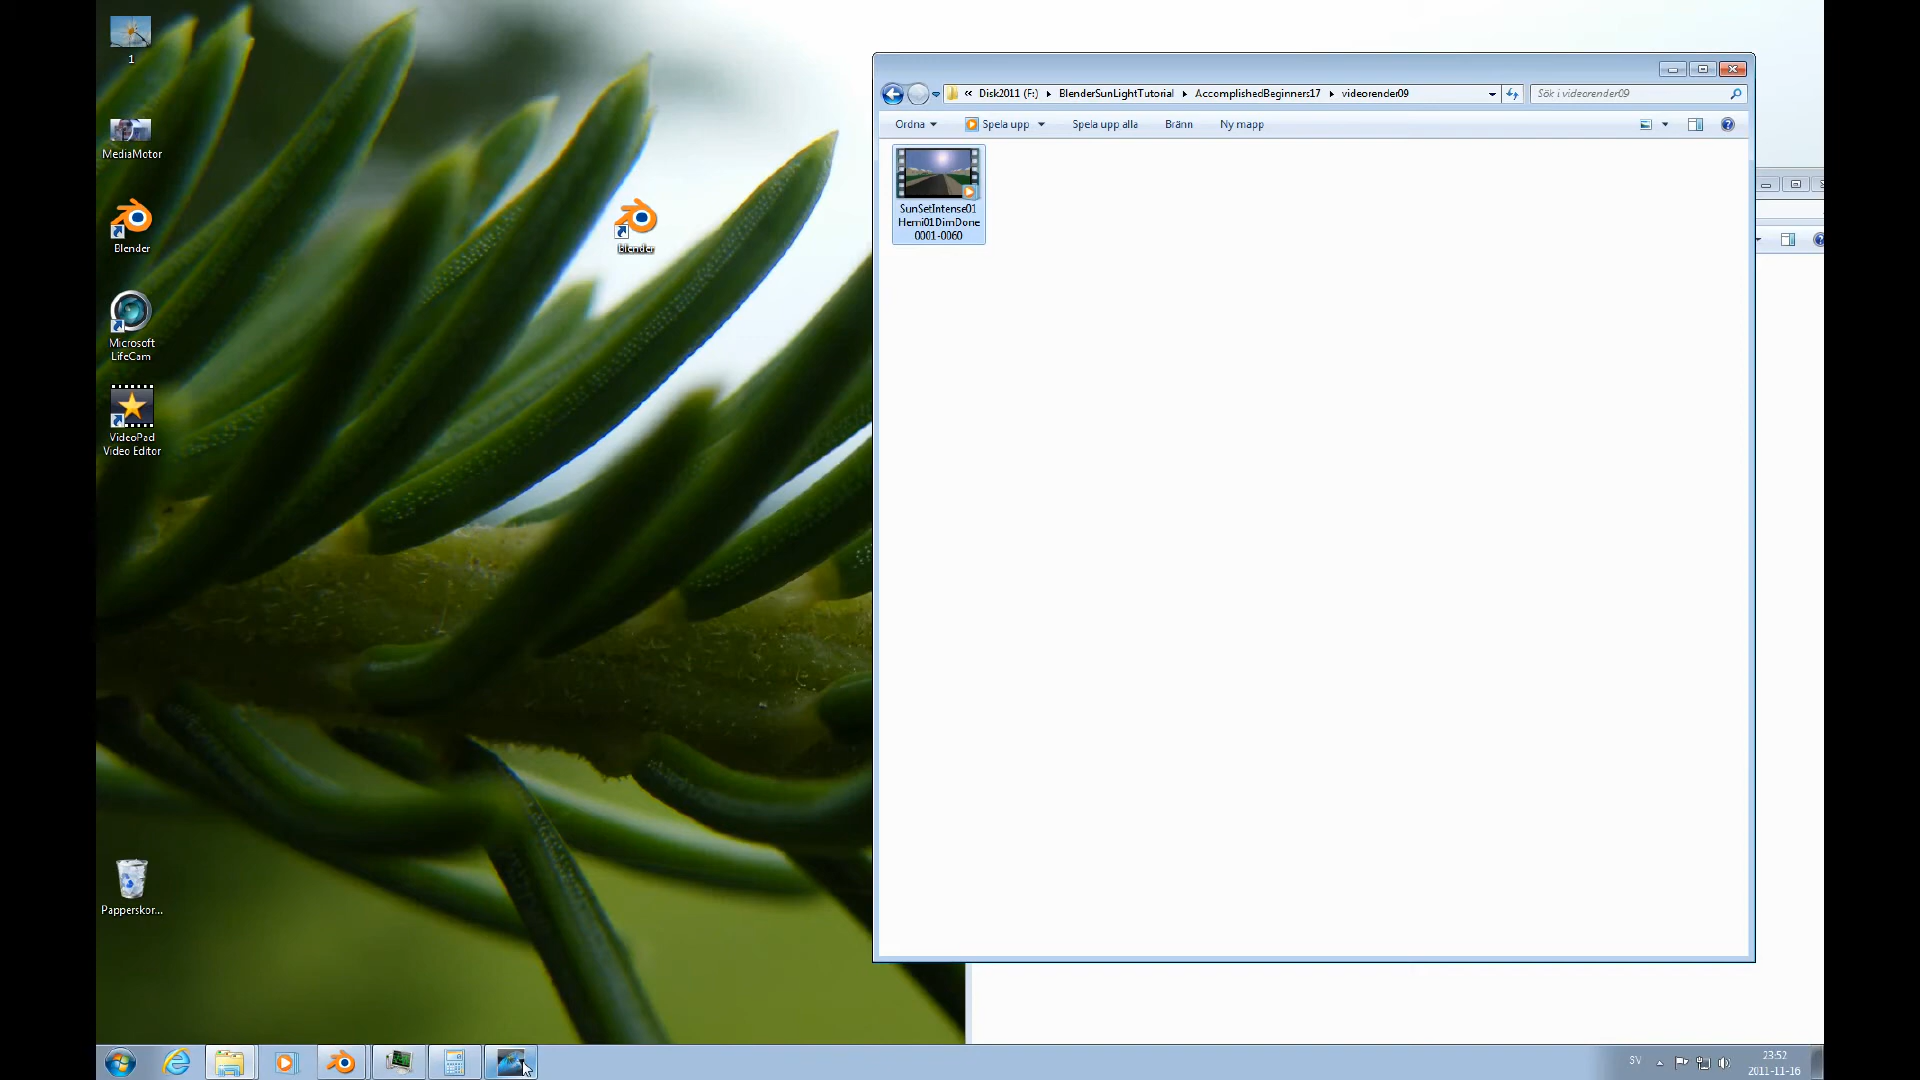 1
MediaMotor
Blender
Microsoft
LifeCam
VideoPad
Video Editor
Papperskor...
Blender
« Disk2011 (F:) BlenderSunLightTutorial AccomplishedBeginners17 videorender09
Sök i videorender09
Ordna Spela upp Spela upp alla Bränn Ny mapp
SunSetIntense01
Hemi01DimDone
0001-0060
SV
23:52
2011-11-16